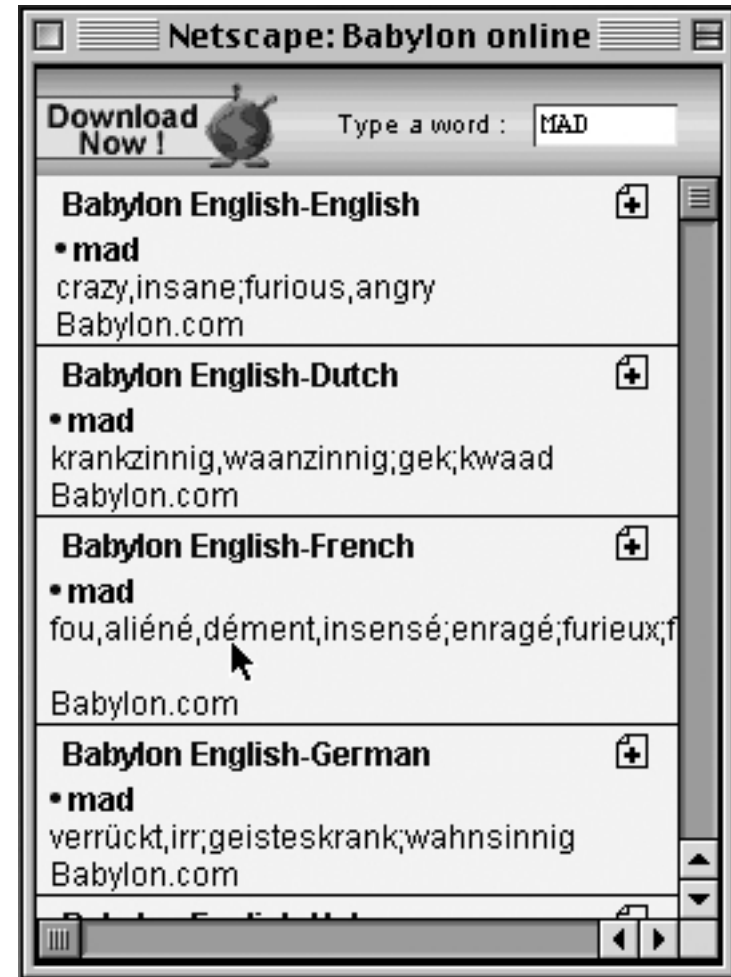 Netscape: Babylon online
Download
Now !
Type a word :
MAD
Babylon English-English
• mad
crazy,insane;furious,angry
Babylon.com
Babylon English-Dutch
• mad
krankzinnig,waanzinnig;gek;kwaad
Babylon.com
Babylon English-French
• mad
fou,aliéné,dément,insensé;enragé;furieux;f
Babylon.com
Babylon English-German
• mad
verrückt,irr;geisteskrank;wahnsinnig
Babylon.com